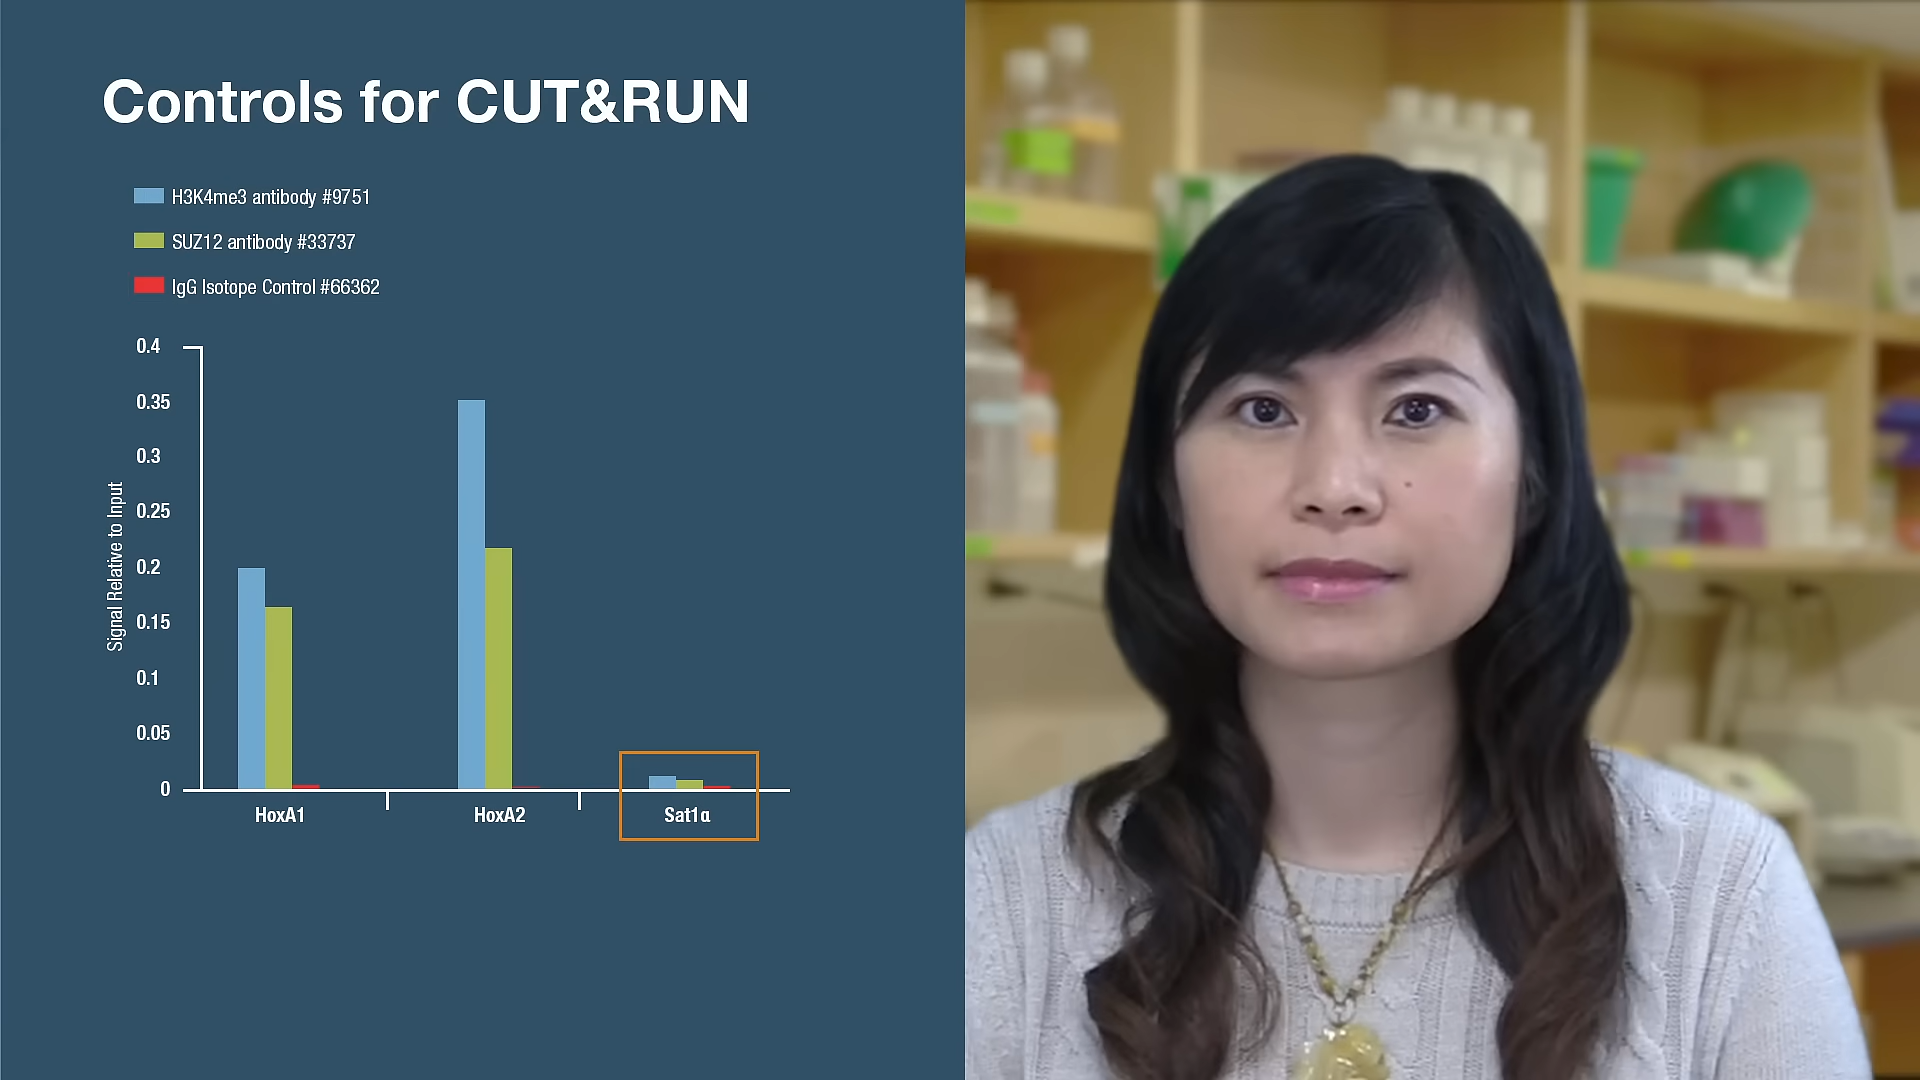 Controls for CUT&RUN
H3K4me3 antibody #9751
SUZ12 antibody #33737
IgG Isotope Control #66362
Signal Relative to Input
0.4
0.35
0.3
0.25
0.2
0.15
0.1
0.05
0
HoxA1
HoxA2
Sat1α